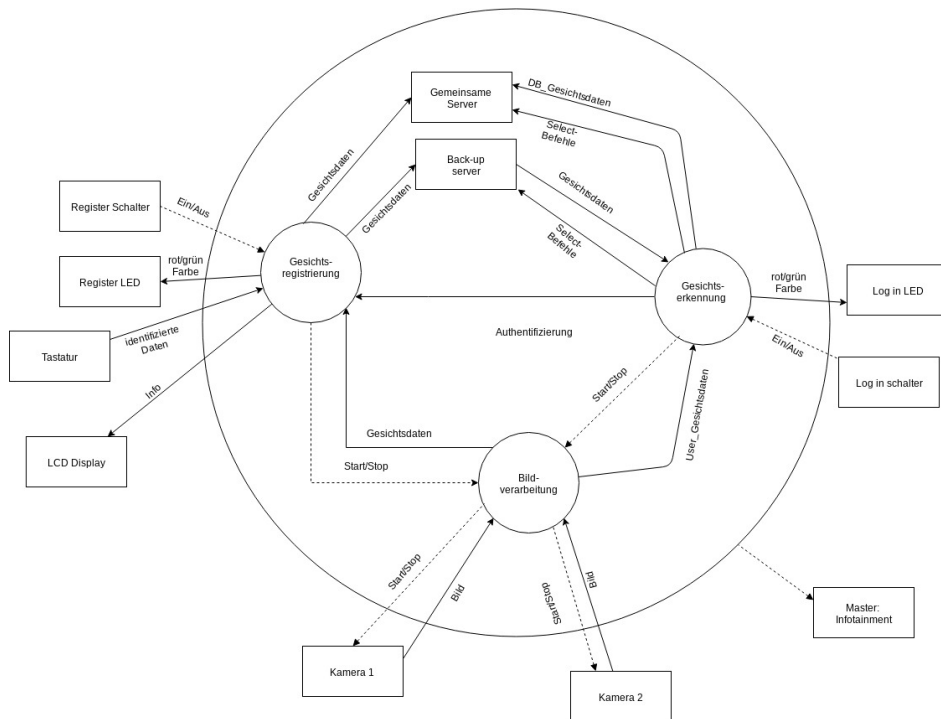 DB_Gesichtsdaten
Gemeinsame
Server
Select-
Befehle
Gesichtsdaten
Back-up
server
Gesichtsdaten
Gesichtsdaten
Register Schalter
Ein/Aus
Select-
Befehle
Gesichts-
registrierung
rot/grün
Farbe
Register LED
Gesichts-
erkennung
rot/grün
Farbe
Log in LED
identifizierte
Daten
Tastatur
Authentifizierung
Ein/Aus
Log in schalter
Info
Start/Stop
User_Gesichtsdaten
Gesichtsdaten
LCD Display
Start/Stop
Bild-
verarbeitung
Start/Stop
Bild
Start/Stop
Bild
Master:
Infotainment
Kamera 1
Kamera 2